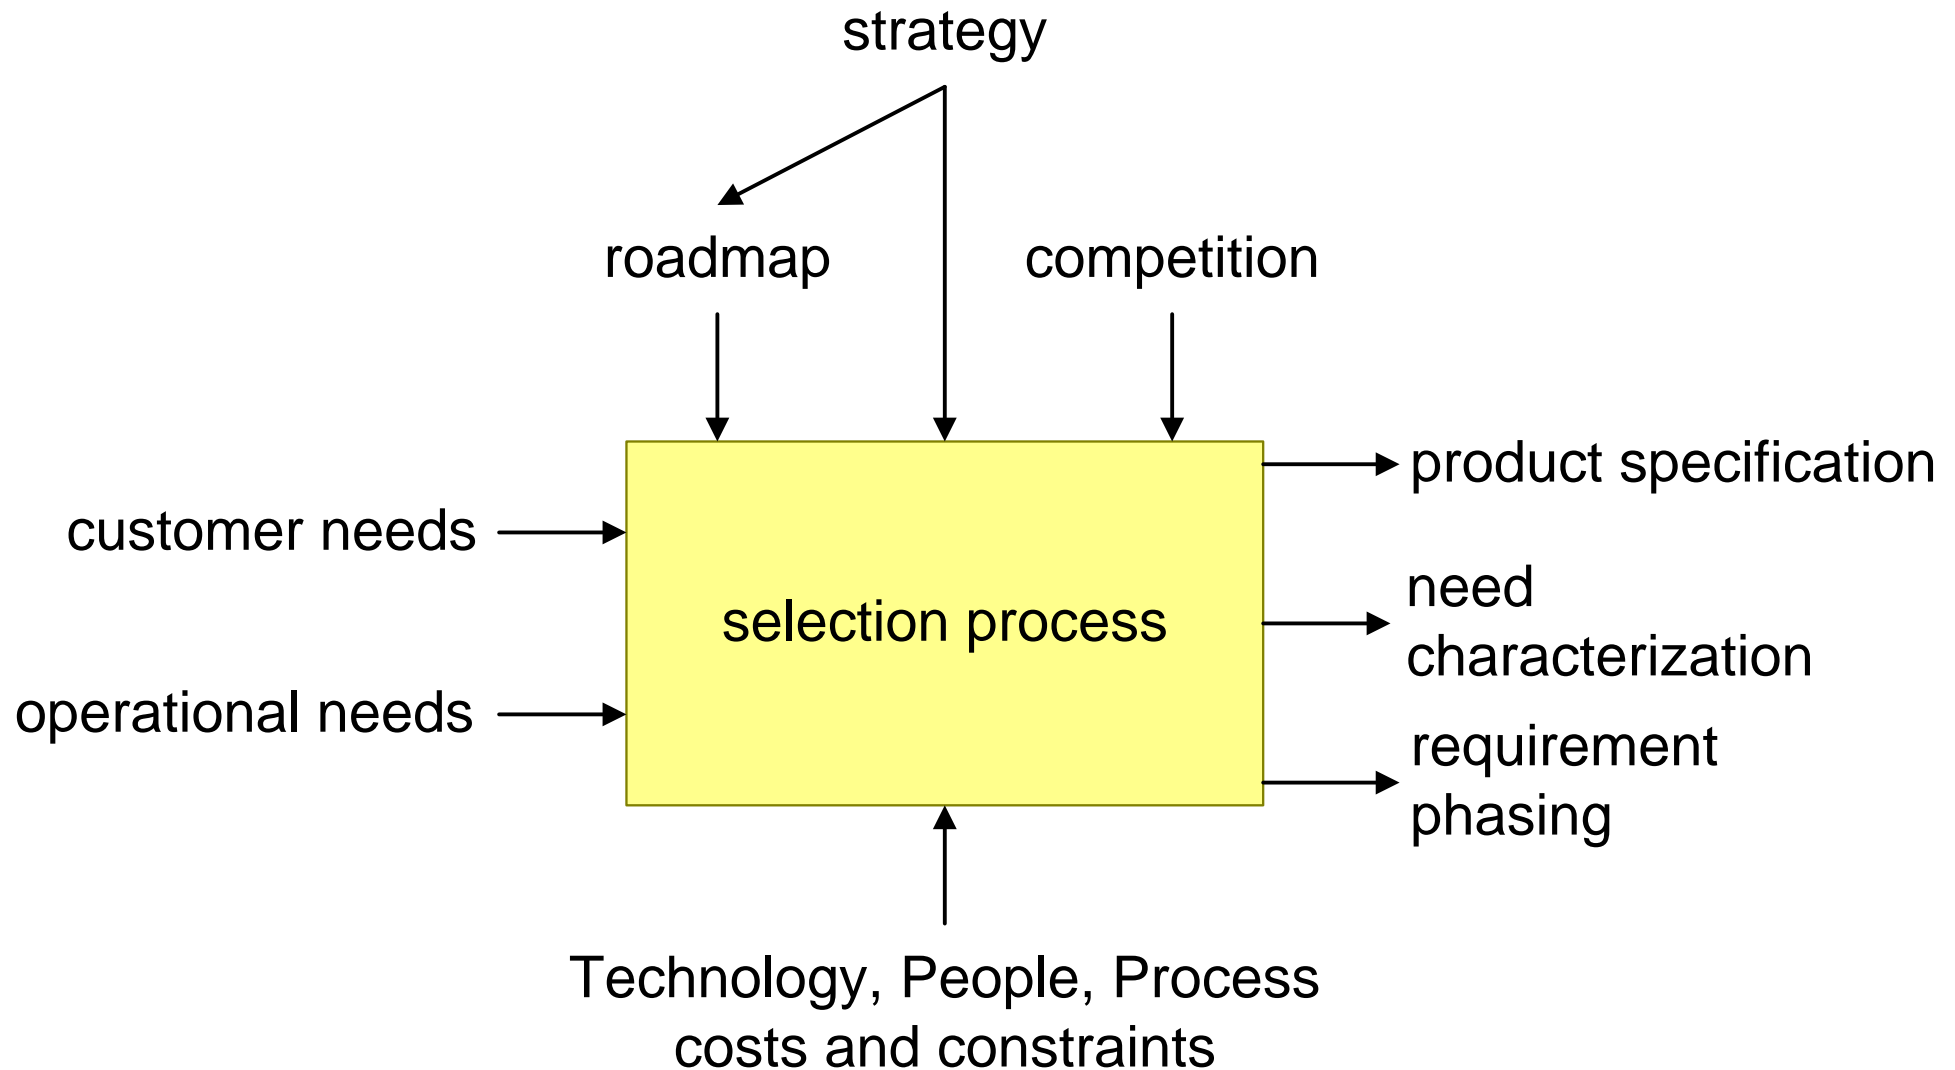 strategy
roadmap
competition
product specification
customer needs
need
characterization
selection process
operational needs
requirement
phasing
Technology, People, Process
costs and constraints